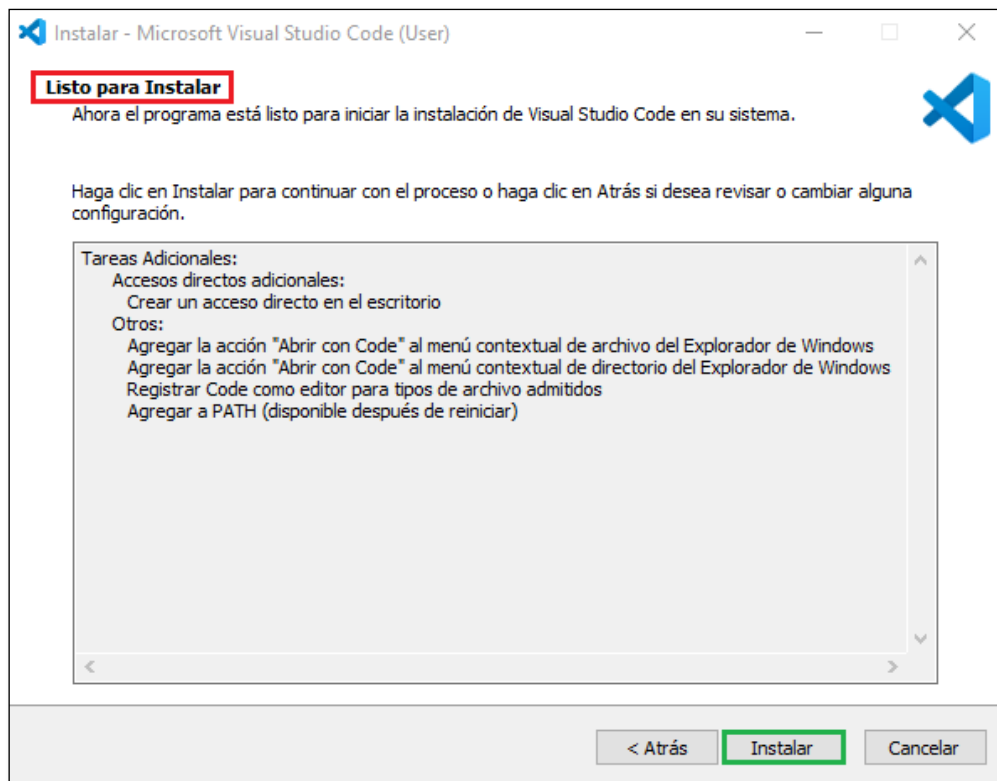 Instalar - Microsoft Visual Studio Code (User)
Listo para Instalar
Ahora el programa está listo para iniciar la instalación de Visual Studio Code en su sistema.
Haga clic en Instalar para continuar con el proceso o haga clic en Atrás si desea revisar o cambiar alguna
configuración.
Tareas Adicionales:
Accesos directos adicionales:
Crear un acceso directo en el escritorio
Otros:
Agregar la acción "Abrir con Code" al menú contextual de archivo del Explorador de Windows
Agregar la acción "Abrir con Code" al menú contextual de directorio del Explorador de Windows
Registrar Code como editor para tipos de archivo admitidos
Agregar a PATH (disponible después de reiniciar)
< Atrás Instalar Cancelar